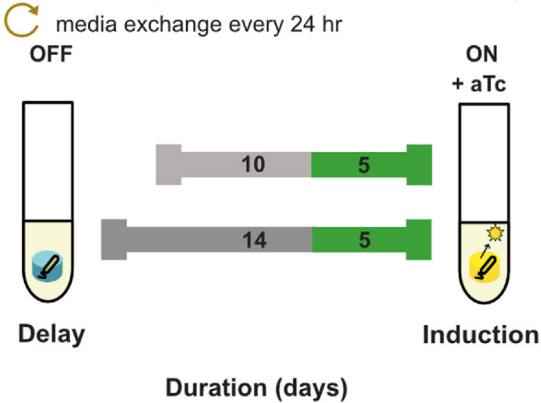 media exchange every 24 hr
OFF
ON
+ aTc
10 5
14 5
Delay
Induction
Duration (days)